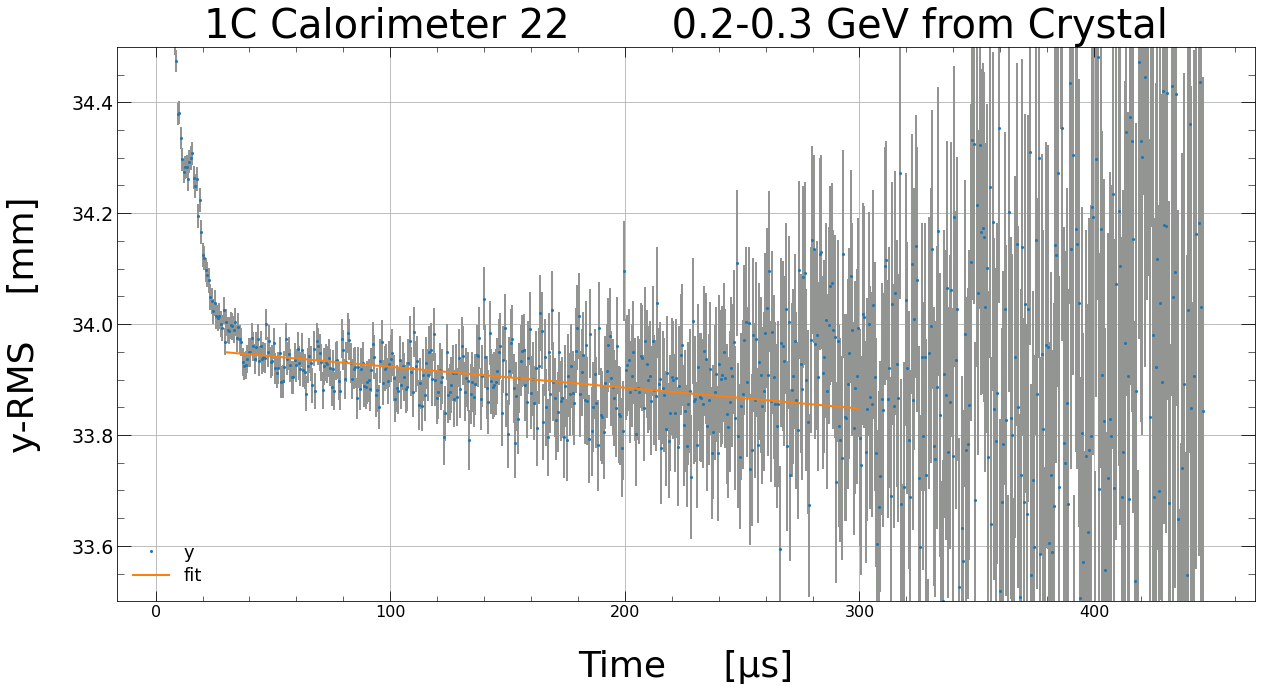 1C Calorimeter 22 0.2-0.3 GeV from Crystal
34.4
34.2
34.0
33.8
33.6
y-RMS [mm]
y
fit
0 100 200 300 400
Time [μs]